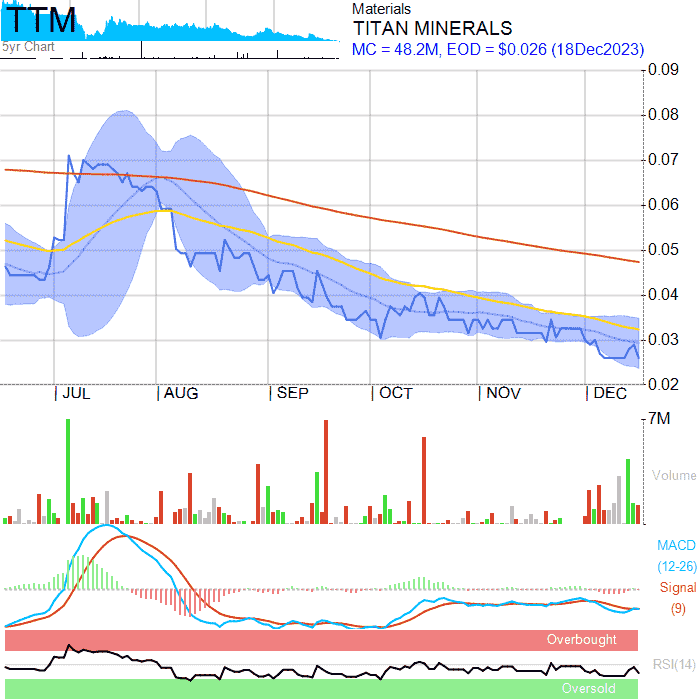 TTM
5yr Chart
Materials
TITAN MINERALS
MC = 48.2M, EOD = $0.026 (18Dec2023)
0.09
0.08
0.07
0.06
0.05
0.04
0.03
0.02
JUL AUG SEP OCT NOV DEC
7M
Volume
MACD
(12-26)
Signal
(9)
Overbought
RSI(14)
Oversold